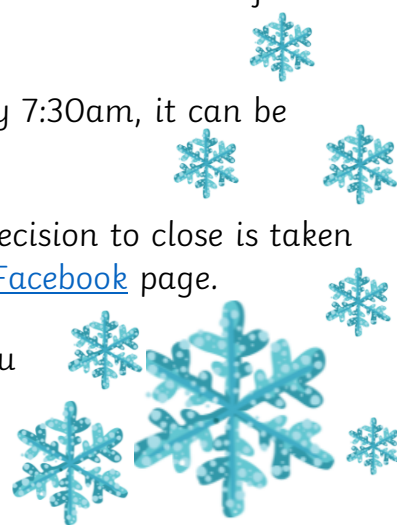 y 7:30am, it can be
ecision to close is taken
Facebook page.
u